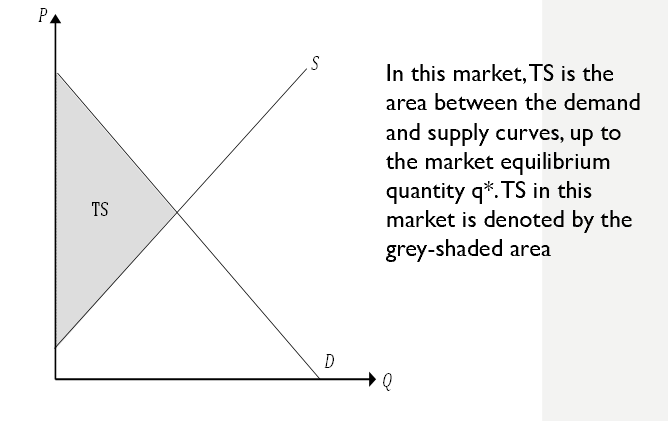 P
S
In this market, TS is the
area between the demand
and supply curves, up to
the market equilibrium
quantity q*. TS in this
market is denoted by the
grey-shaded area
TS
D
Q